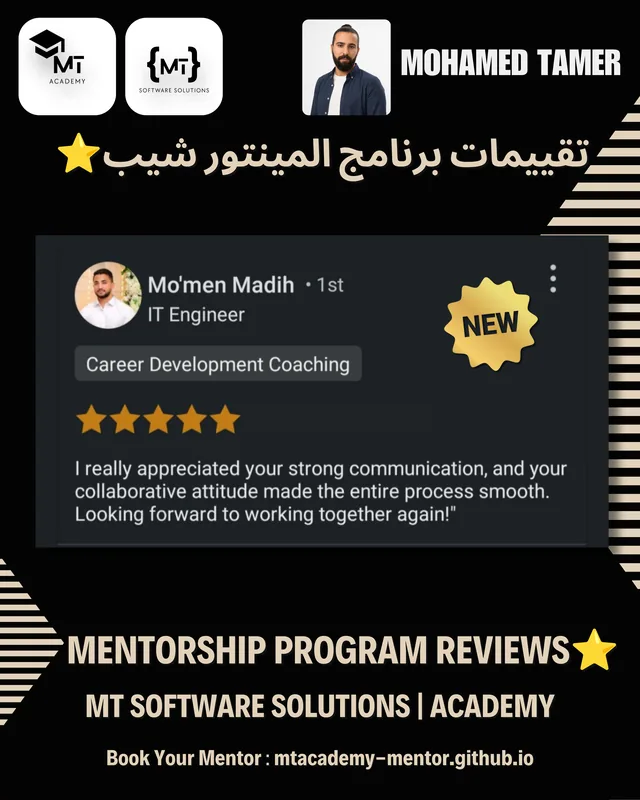 MT
ACADEMY
{MT}
SOFTWARE SOLUTIONS
MOHAMED TAMER
تقييمات برنامج المينتور شيب⭐
Mo'men Madih • 1st
IT Engineer
NEW
Career Development Coaching
I really appreciated your strong communication, and your
collaborative attitude made the entire process smooth.
Looking forward to working together again!"
MENTORSHIP PROGRAM REVIEWS⭐
MT SOFTWARE SOLUTIONS | ACADEMY
Book Your Mentor : mtacademy-mentor.github.io